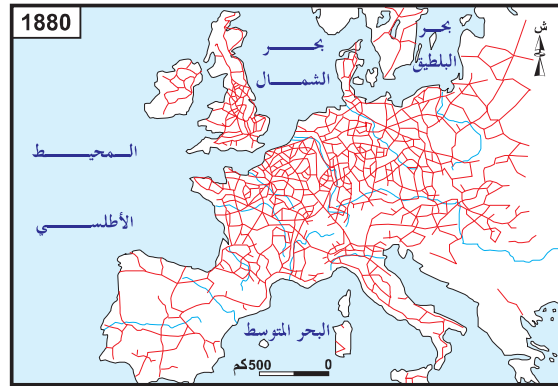 1880
ش
بحر
البلطيق
بحر
الشمال
المحيط
الأطلسي
البحر المتوسط
500كم 0